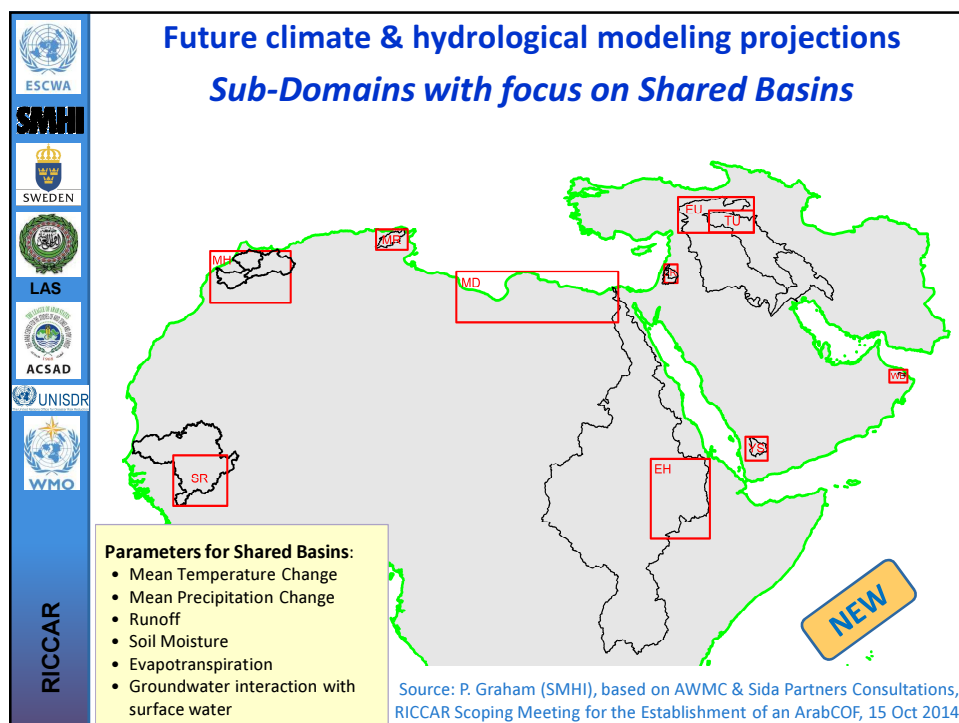 Future climate & hydrological modeling projections
Sub-Domains with focus on Shared Basins
ESCWA
SMHI
SWEDEN
LAS
ACSAD
UNISDR
WMO
RICCAR
EU
TU
MH
MD
WD
YS
EH
SR
Parameters for Shared Basins:
• Mean Temperature Change
• Mean Precipitation Change
• Runoff
• Soil Moisture
• Evapotranspiration
• Groundwater interaction with
surface water
NEW
Source: P. Graham (SMHI), based on AWMC & Sida Partners Consultations,
RICCAR Scoping Meeting for the Establishment of an ArabCOF, 15 Oct 2014